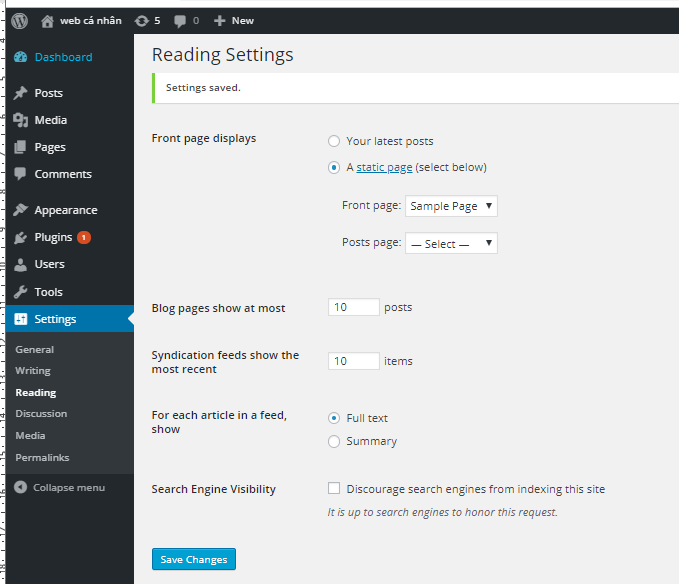 web cá nhân 5 0 New
Dashboard
Posts
Media
Pages
Comments
Appearance
Plugins 1
Users
Tools
Settings
General
Writing
Reading
Discussion
Media
Permalinks
Collapse menu
Reading Settings
Settings saved.
Front page displays
Your latest posts
A static page (select below)
Front page: Sample Page
Posts page: — Select —
Blog pages show at most 10 posts
Syndication feeds show the
most recent
10 items
For each article in a feed,
show
Full text
Summary
Search Engine Visibility
Discourage search engines from indexing this site
It is up to search engines to honor this request.
Save Changes